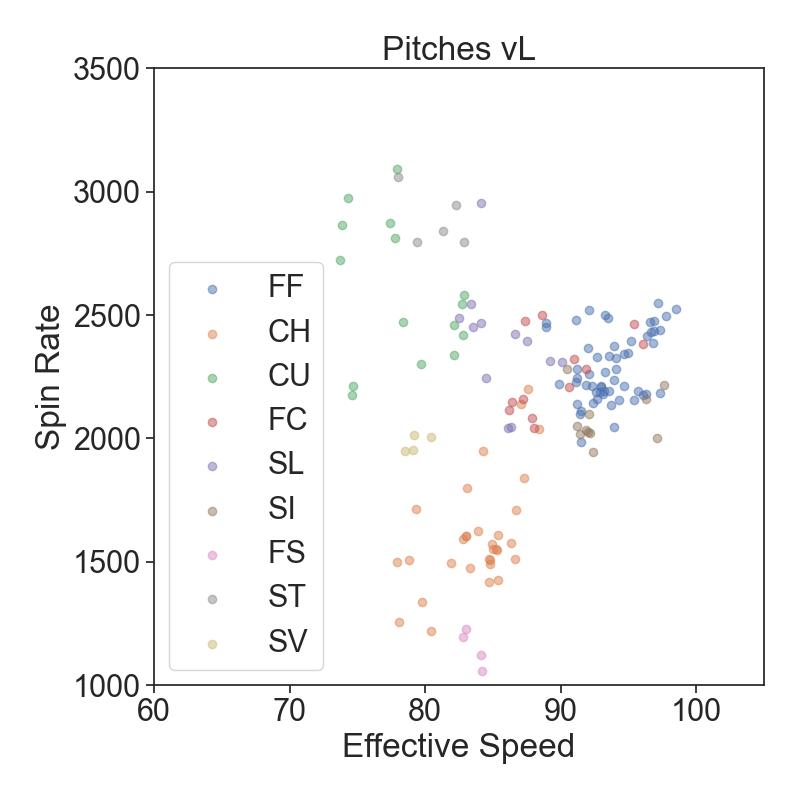 Pitches vL
3500
3000
2500
2000
1500
1000
Spin Rate
FF
CH
CU
FC
SL
SI
FS
ST
SV
60
70
80
90
100
Effective Speed